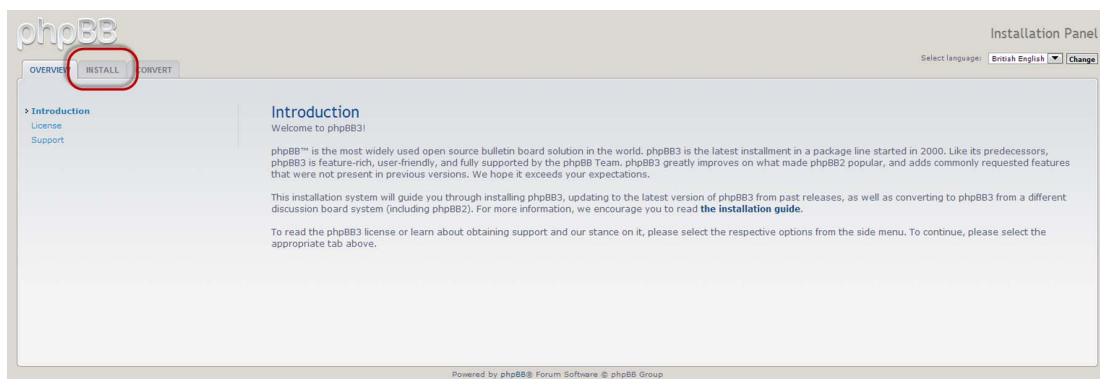 phpBB
Installation Panel
Select language: British English Change
OVERVIEW INSTALL CONVERT
Introduction
License
Support
Introduction
Welcome to phpBB3!
phpBB™ is the most widely used open source bulletin board solution in the world. phpBB3 is the latest installment in a package line started in 2000. Like its predecessors,
phpBB3 is feature-rich, user-friendly, and fully supported by the phpBB Team. phpBB3 greatly improves on what made phpBB2 popular, and adds commonly requested features
that were not present in previous versions. We hope it exceeds your expectations.
This installation system will guide you through installing phpBB3, updating to the latest version of phpBB3 from past releases, as well as converting to phpBB3 from a different
discussion board system (including phpBB2). For more information, we encourage you to read the installation guide.
To read the phpBB3 license or learn about obtaining support and our stance on it, please select the respective options from the side menu. To continue, please select the
appropriate tab above.
Powered by phpBB® Forum Software © phpBB Group